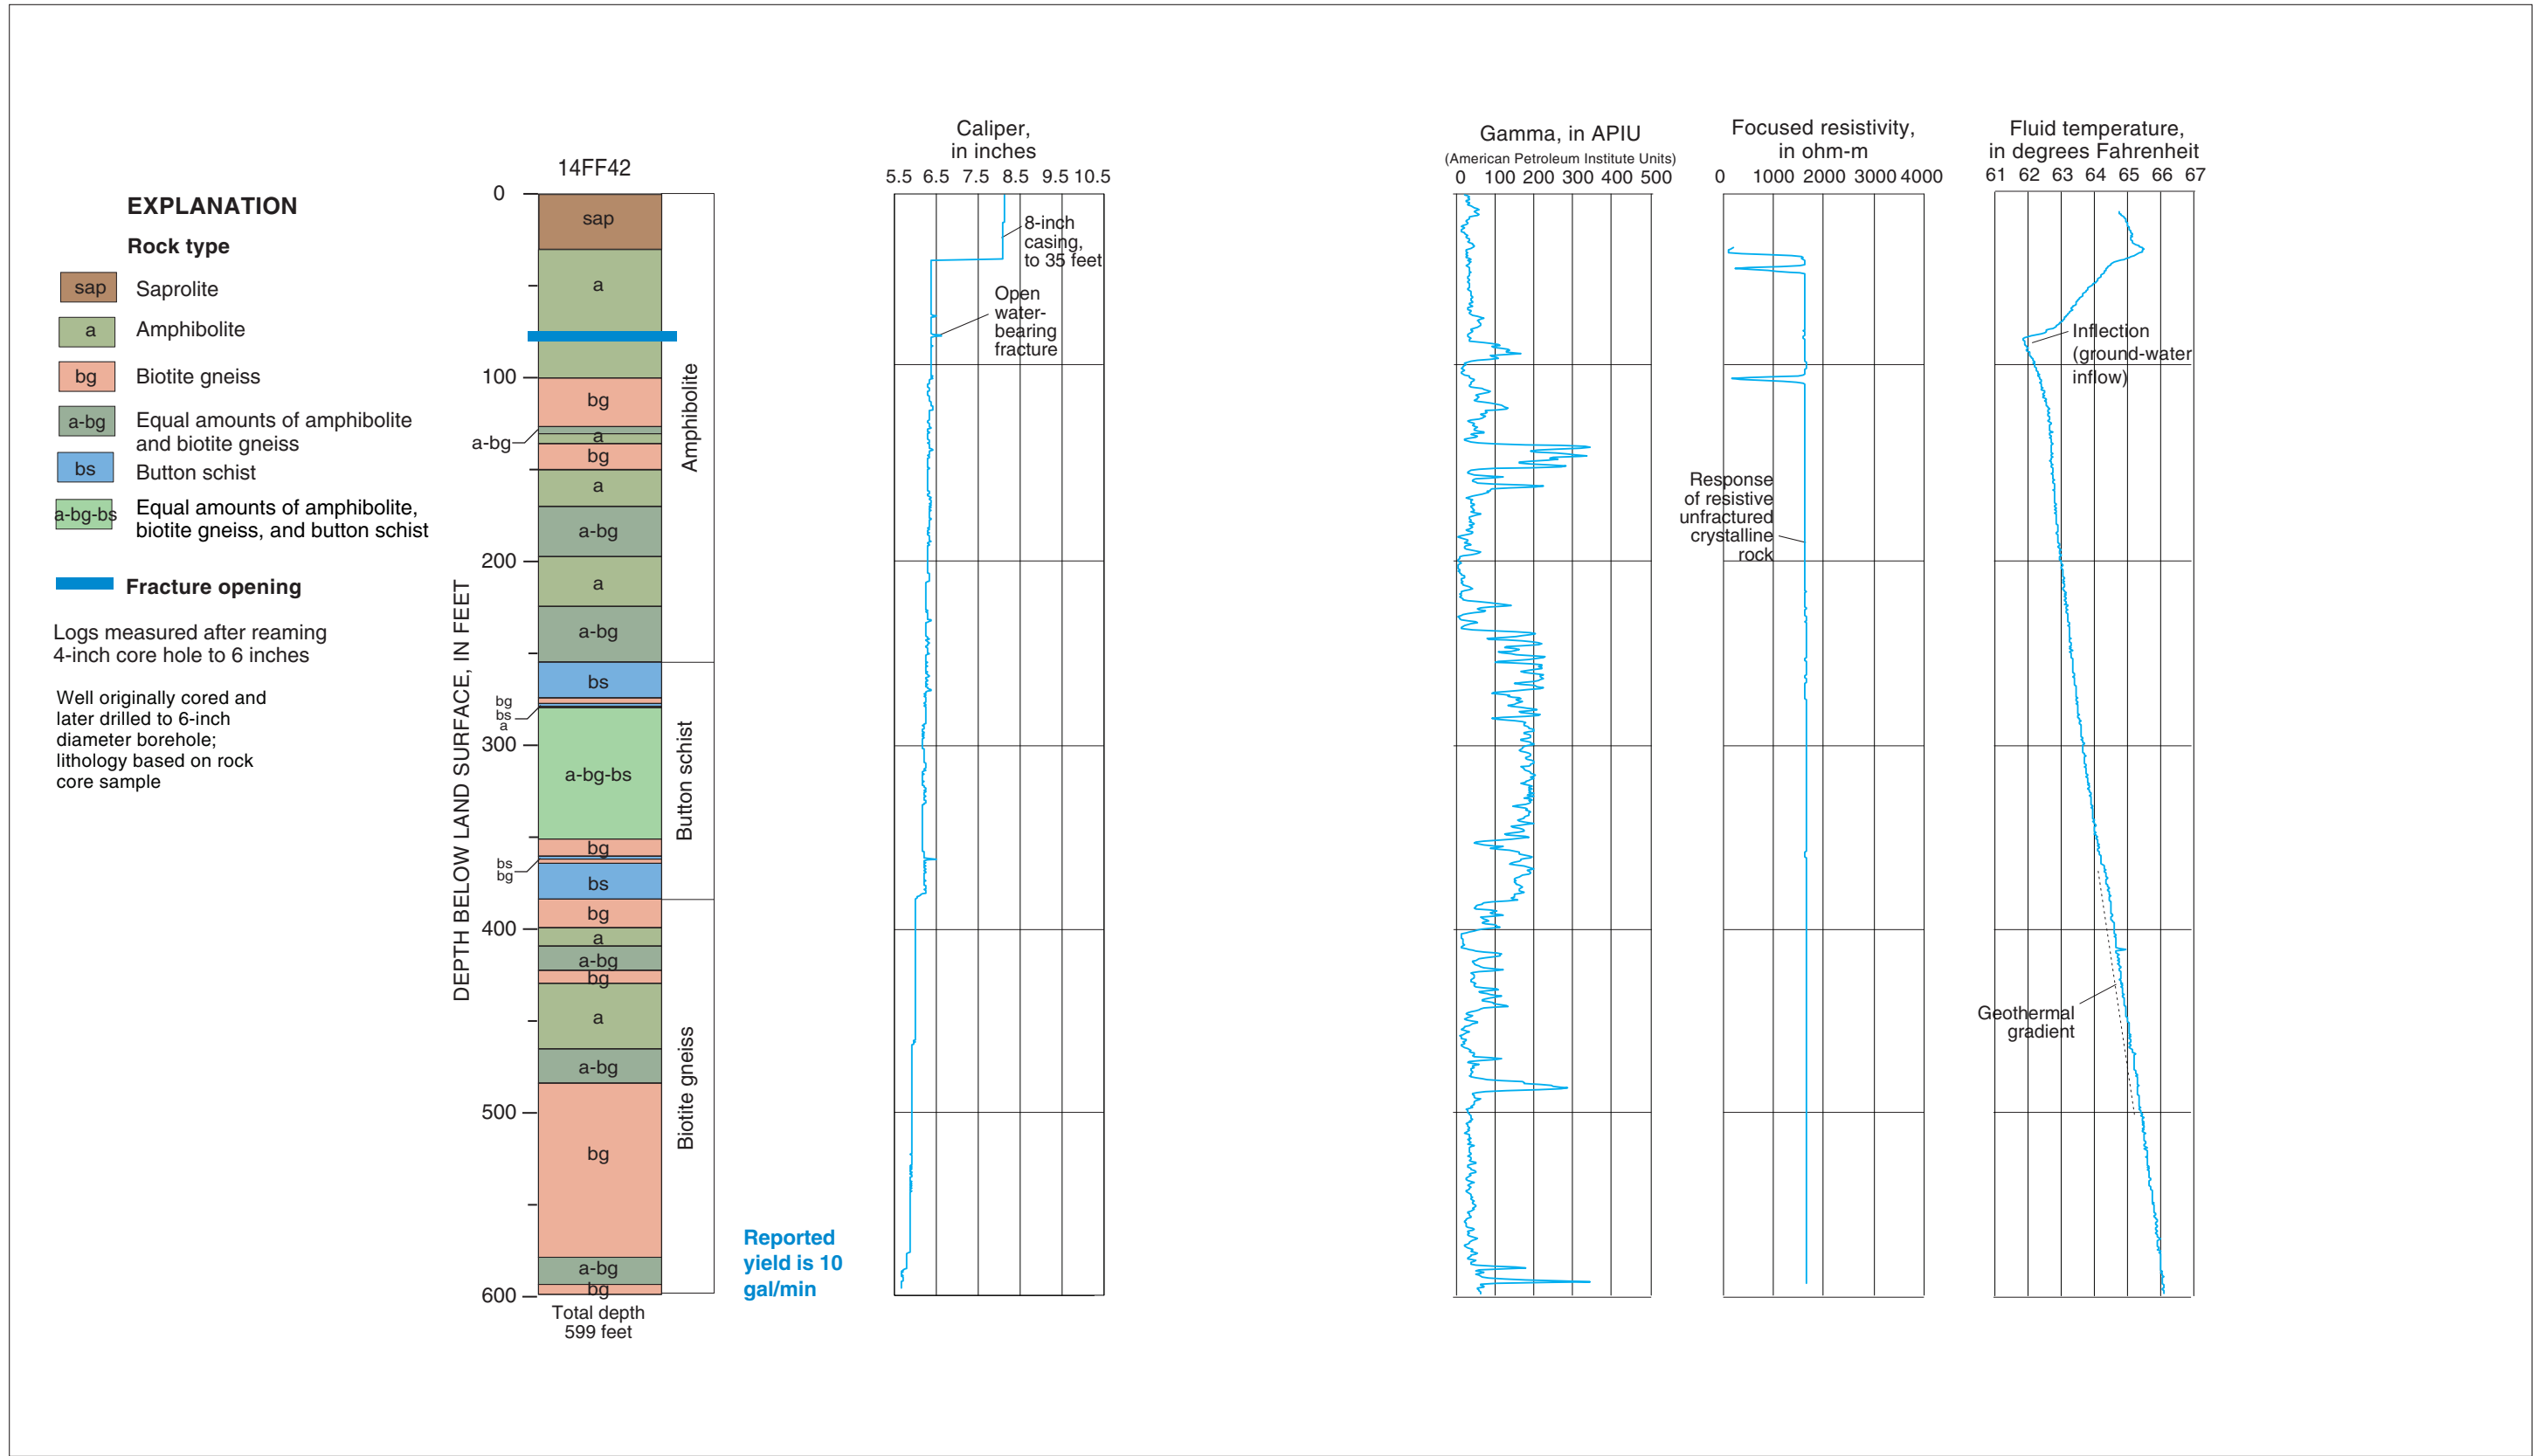 EXPLANATION
Rock type
sap
Saprolite
a
Amphibolite
bg
Biotite gneiss
a-bg
Equal amounts of amphibolite
and biotite gneiss
bs
Button schist
a-bg-bs
Equal amounts of amphibolite,
biotite gneiss, and button schist
Fracture opening
Logs measured after reaming
4-inch core hole to 6 inches
Well originally cored and
later drilled to 6-inch
diameter borehole;
lithology based on rock
core sample
DEPTH BELOW LAND SURFACE, IN FEET
0
100
200
300
400
500
600
14FF42
sap
a
bg
a-bg
a
bg
a
a-bg
a
a-bg
bs
bg
bs
a
a-bg-bs
bg
bs
bg
bs
bg
a
a-bg
bg
a
a-bg
bg
a-bg
bg
Total depth
599 feet
Amphibolite
Button schist
Biotite gneiss
Reported
yield is 10
gal/min
Caliper,
in inches
5.5 6.5 7.5 8.5 9.5 10.5
8-inch
casing,
to 35 feet
Open
water-
bearing
fracture
Gamma, in APIU
(American Petroleum Institute Units)
0 100 200 300 400 500
Focused resistivity,
in ohm-m
0 1000 2000 3000 4000
Response
of resistive
unfractured
crystalline
rock
Fluid temperature,
in degrees Fahrenheit
61 62 63 64 65 66 67
Inflection
(ground-water
inflow)
Geothermal
gradient